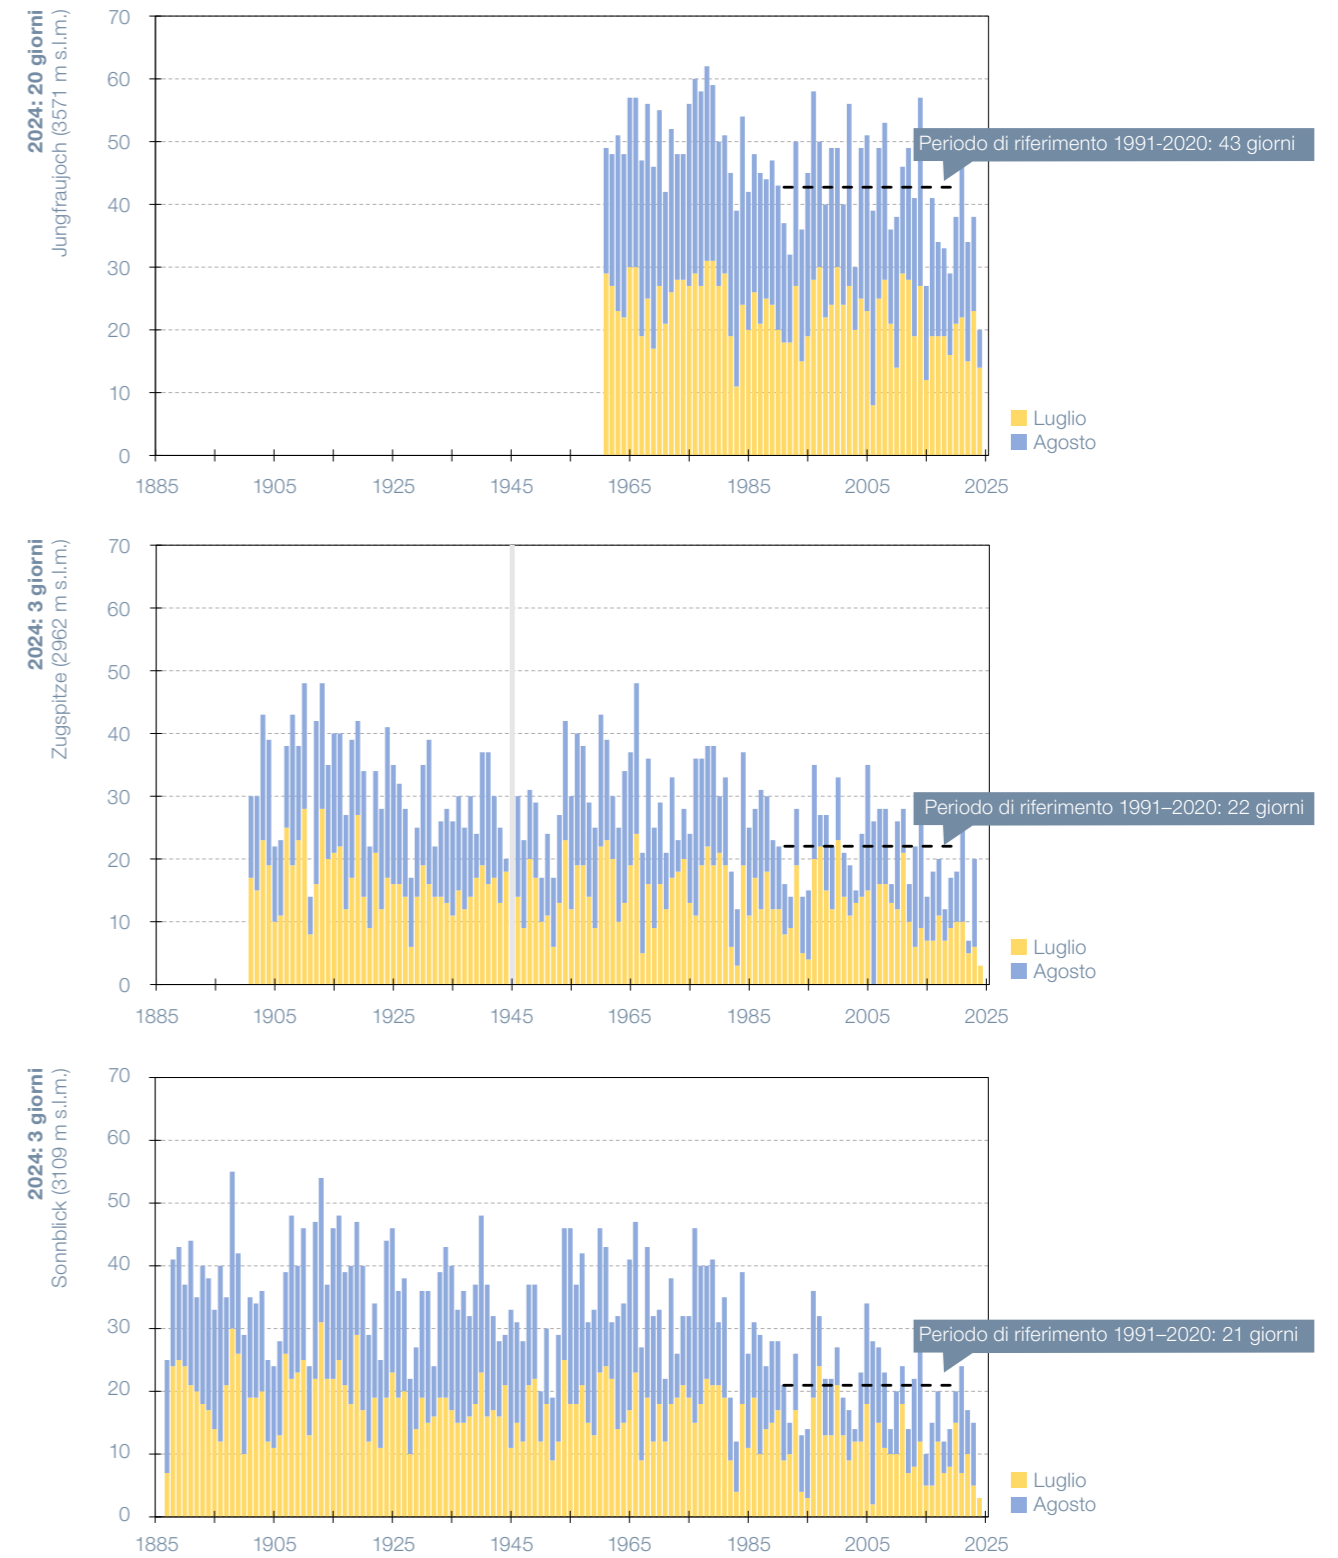 2024: 20 giorni
Jungfraujoch (3571 m s.l.m.)
70
60
50
40
30
20
10
0
Periodo di riferimento 1991-2020: 43 giorni
Luglio
Agosto
1885 1905 1925 1945 1965 1985 2005 2025
2024: 3 giorni
Zugspitze (2962 m s.l.m.)
70
60
50
40
30
20
10
0
Periodo di riferimento 1991–2020: 22 giorni
Luglio
Agosto
1885 1905 1925 1945 1965 1985 2005 2025
2024: 3 giorni
Sonnblick (3109 m s.l.m.)
70
60
50
40
30
20
10
0
Periodo di riferimento 1991–2020: 21 giorni
Luglio
Agosto
1885 1905 1925 1945 1965 1985 2005 2025